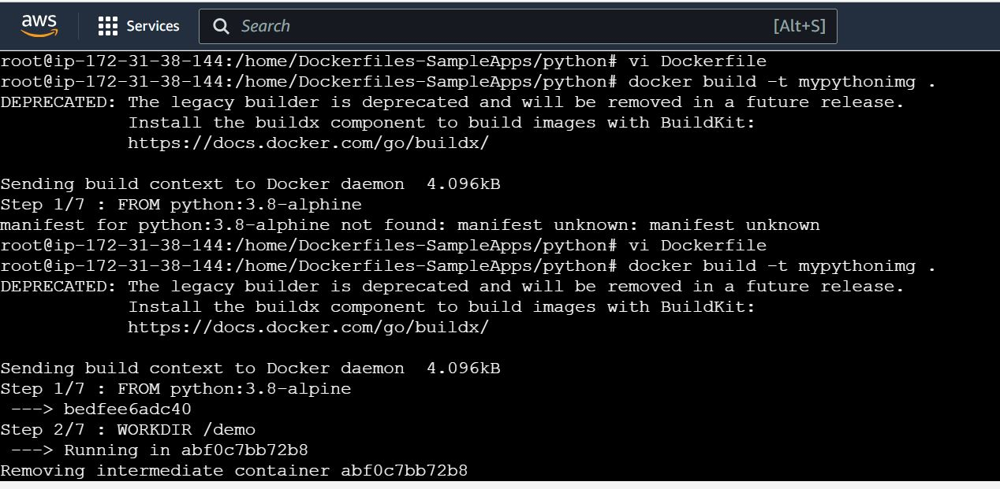 aws
Services
Search
[Alt+S]
root@ip-172-31-38-144:/home/Dockerfiles-SampleApps/python# vi Dockerfile
root@ip-172-31-38-144:/home/Dockerfiles-SampleApps/python# docker build -t mypythonimg .
DEPRECATED: The legacy builder is deprecated and will be removed in a future release.
            Install the buildx component to build images with BuildKit:
            https://docs.docker.com/go/buildx/

Sending build context to Docker daemon  4.096kB
Step 1/7 : FROM python:3.8-alphine
manifest for python:3.8-alphine not found: manifest unknown: manifest unknown
root@ip-172-31-38-144:/home/Dockerfiles-SampleApps/python# vi Dockerfile
root@ip-172-31-38-144:/home/Dockerfiles-SampleApps/python# docker build -t mypythonimg .
DEPRECATED: The legacy builder is deprecated and will be removed in a future release.
            Install the buildx component to build images with BuildKit:
            https://docs.docker.com/go/buildx/

Sending build context to Docker daemon  4.096kB
Step 1/7 : FROM python:3.8-alpine
 ---> bedfee6adc40
Step 2/7 : WORKDIR /demo
 ---> Running in abf0c7bb72b8
Removing intermediate container abf0c7bb72b8